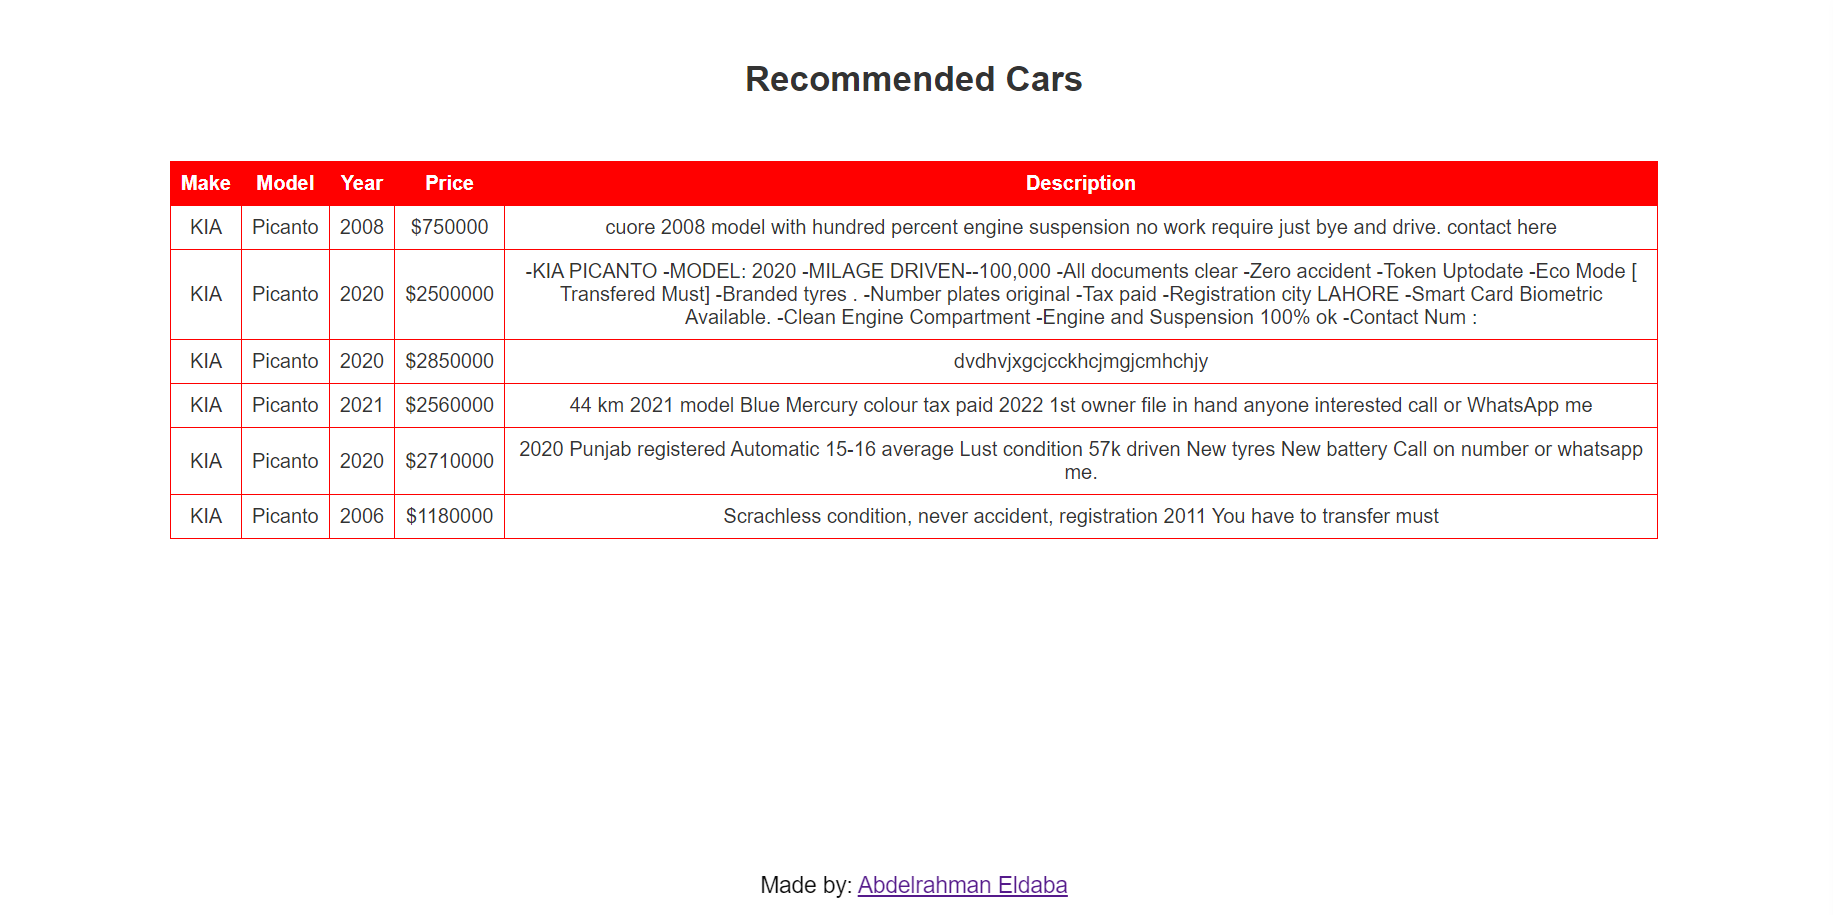 Recommended Cars
Make Model Year Price Description
KIA Picanto 2008 $750000 cuore 2008 model with hundred percent engine suspension no work require just bye and drive. contact here
KIA Picanto 2020 $2500000 -KIA PICANTO -MODEL: 2020 -MILAGE DRIVEN--100,000 -All documents clear -Zero accident -Token Uptodate -Eco Mode [
Transfered Must] -Branded tyres . -Number plates original -Tax paid -Registration city LAHORE -Smart Card Biometric
Available. -Clean Engine Compartment -Engine and Suspension 100% ok -Contact Num :
KIA Picanto 2020 $2850000 dvdhvjxgcjcckhcjmgjcmhchjy
KIA Picanto 2021 $2560000 44 km 2021 model Blue Mercury colour tax paid 2022 1st owner file in hand anyone interested call or WhatsApp me
KIA Picanto 2020 $2710000 2020 Punjab registered Automatic 15-16 average Lust condition 57k driven New tyres New battery Call on number or whatsapp
me.
KIA Picanto 2006 $1180000 Scrachless condition, never accident, registration 2011 You have to transfer must
Made by: Abdelrahman Eldaba